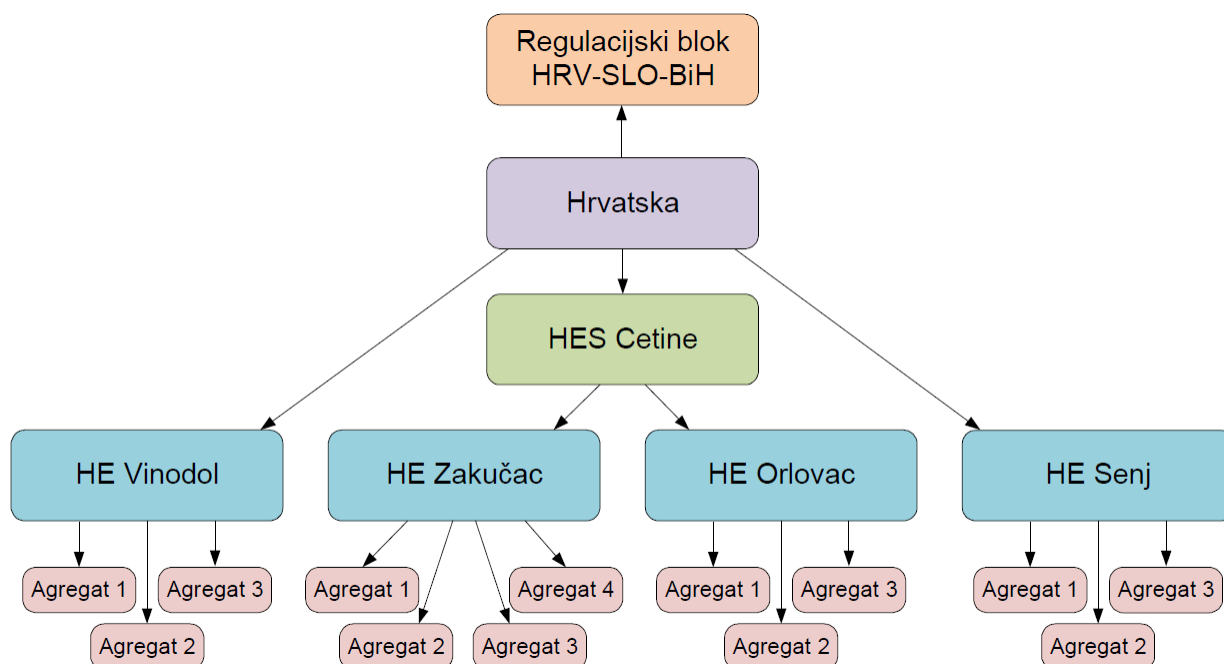 Regulacijski blok
HRV-SLO-BiH
Hrvatska
HES Cetine
HE Vinodol
HE Zakučac
HE Orlovac
HE Senj
Agregat 1
Agregat 2
Agregat 3
Agregat 1
Agregat 2
Agregat 3
Agregat 4
Agregat 1
Agregat 2
Agregat 3
Agregat 1
Agregat 2
Agregat 3